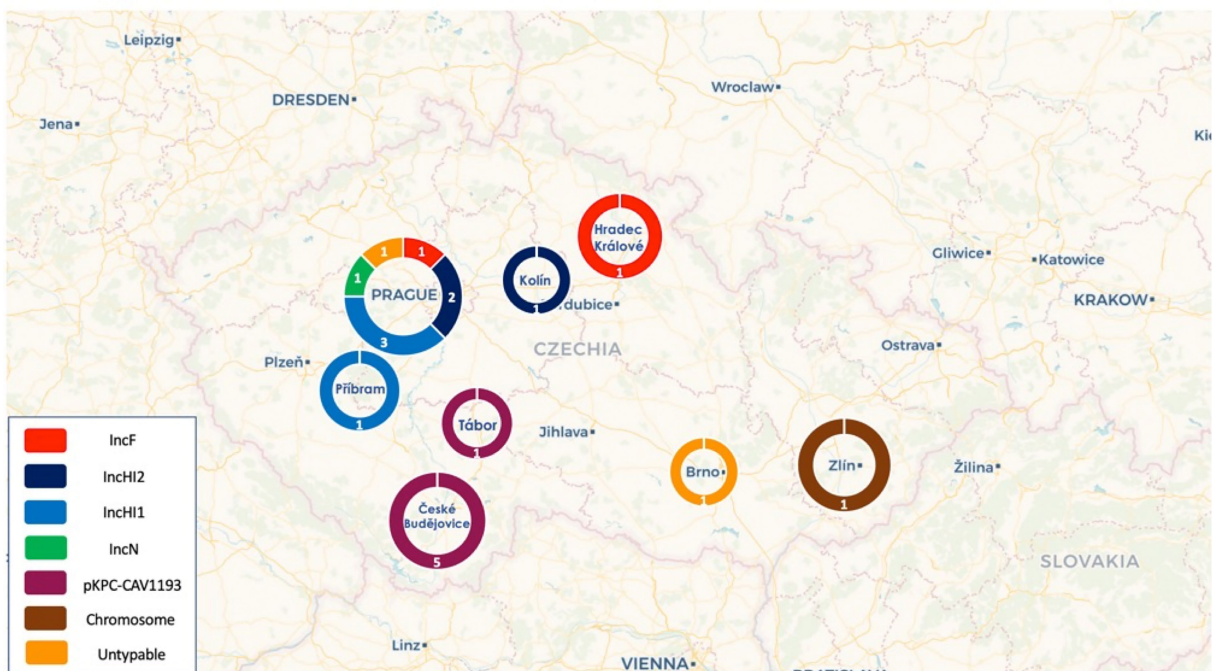 Leipzig
DRESDEN
Wroclaw
Jena
Hradec
Králové
1
Gliwice
Katowice
1
1
1
PRAGUE
2
3
Kolín
1
dubice
KRAKOW
CZECHIA
Ostrava
Plzeň
Příbram
1
Tábor
1
Jihlava
Brno
1
Zlín
1
Žilina
České
Budějovice
5
SLOVAKIA
Linz
VIENNA
IncF
IncHI2
IncHI1
IncN
pKPC-CAV1193
Chromosome
Untypable